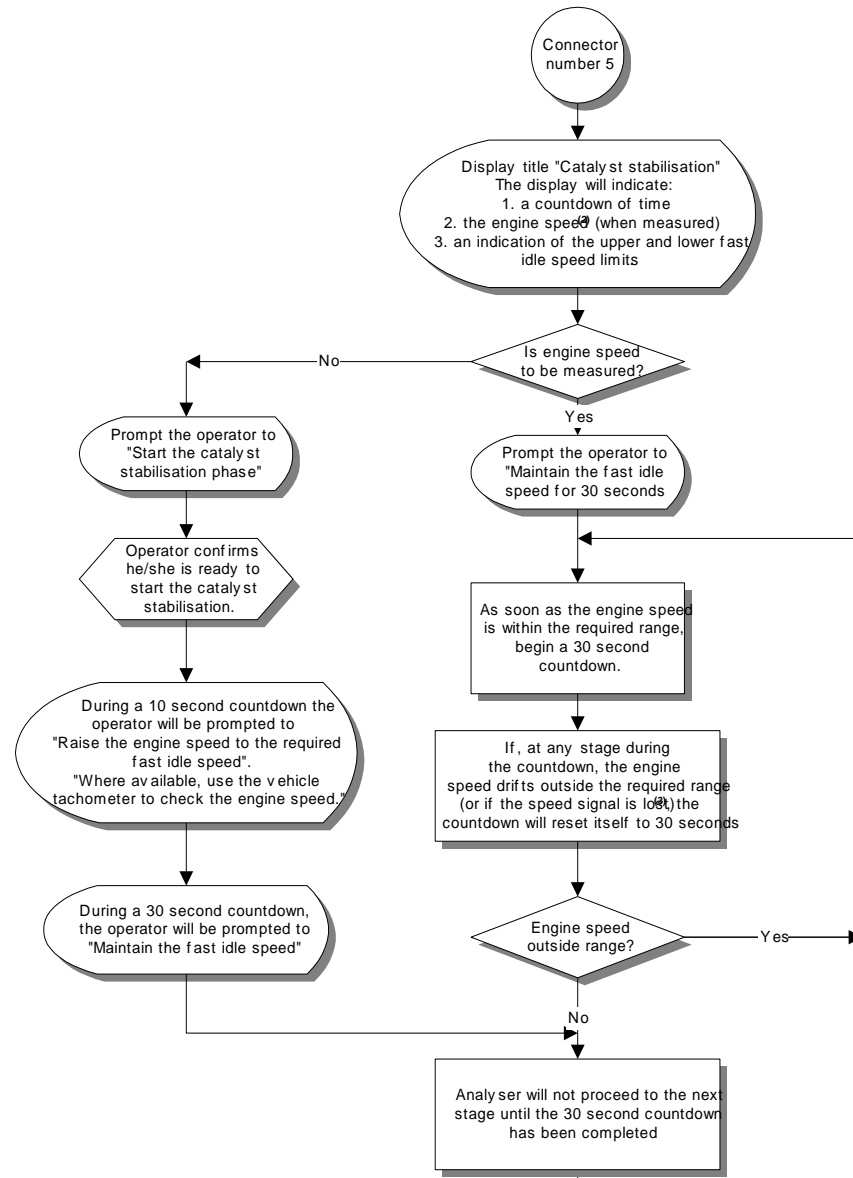 Connector
number 5
Display title "Catalyst stabilisation"
The display will indicate:
1. a countdown of time
2. the engine speed (when measured)
3. an indication of the upper and lower fast
idle speed limits
Is engine speed
to be measured?
No
Yes
Prompt the operator to
"Start the catalyst
stabilisation phase"
Prompt the operator to
"Maintain the fast idle
speed for 30 seconds
Operator confirms
he/she is ready to
start the catalyst
stabilisation.
As soon as the engine speed
is within the required range,
begin a 30 second
countdown.
During a 10 second countdown the
operator will be prompted to
"Raise the engine speed to the required
fast idle speed".
"Where available, use the vehicle
tachometer to check the engine speed."
If, at any stage during
the countdown, the engine
speed drifts outside the required range
(or if the speed signal is lost,) the
countdown will reset itself to 30 seconds
During a 30 second countdown,
the operator will be prompted to
"Maintain the fast idle speed"
Engine speed
outside range?
Yes
No
Analyser will not proceed to the next
stage until the 30 second countdown
has been completed